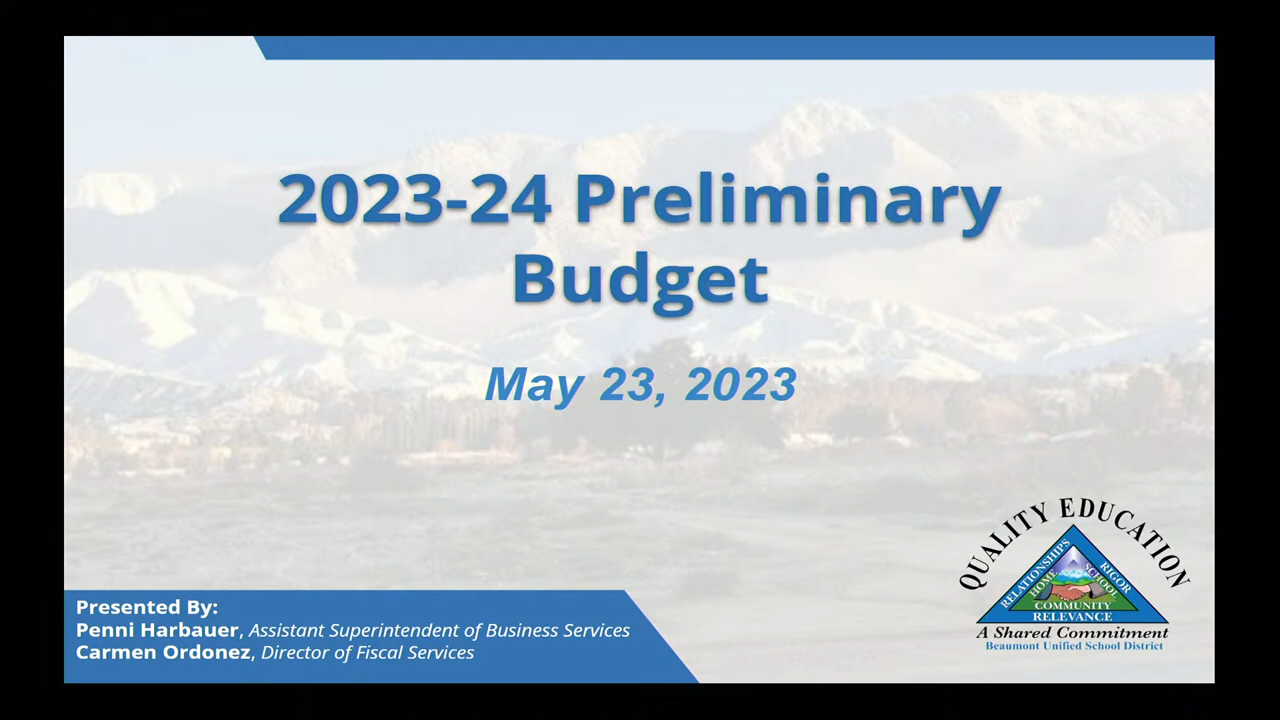 2023-24 Preliminary
Budget
May 23, 2023
Presented By:
Penni Harbauer, Assistant Superintendent of Business Services
Carmen Ordonez, Director of Fiscal Services
QUALITY EDUCATION
RELATIONSHIPS
RIGOR
HOME
SCHOOL
COMMUNITY
RELEVANCE
A Shared Commitment
Beaumont Unified School District